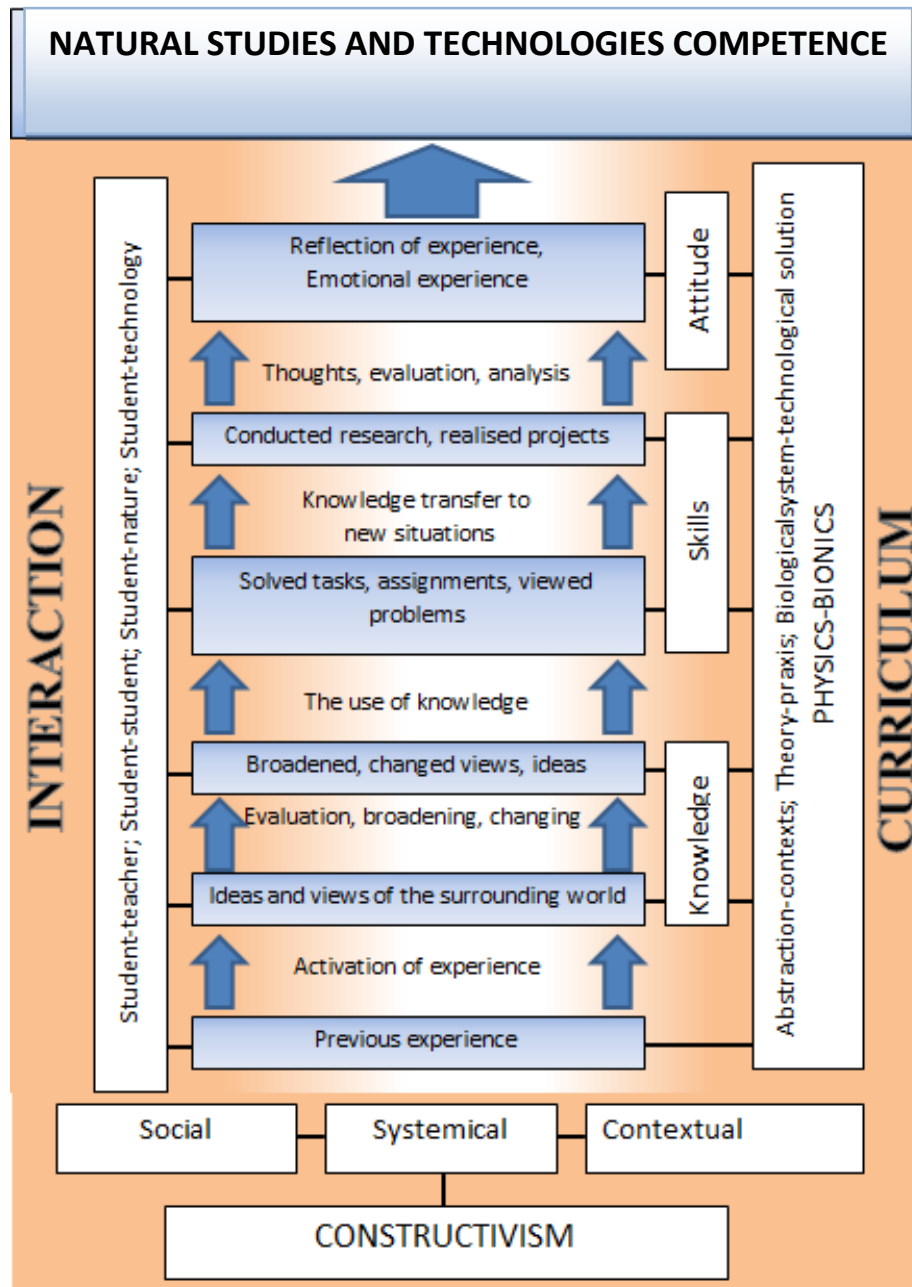 NATURAL STUDIES AND TECHNOLOGIES COMPETENCE
INTERACTION
Student-teacher; Student-student; Student-nature; Student-technology
Reflection of experience,
Emotional experience
Thoughts, evaluation, analysis
Conducted research, realised projects
Knowledge transfer to
new situations
Solved tasks, assignments, viewed
problems
The use of knowledge
Broadened, changed views, ideas
Evaluation, broadening, changing
Ideas and views of the surrounding world
Activation of experience
Previous experience
Attitude
Skills
Knowledge
Abstraction-contexts; Theory-praxis; Biologicalsystem-technological solution
PHYSICS-BIONICS
CURRICULUM
Social
Systemical
Contextual
CONSTRUCTIVISM